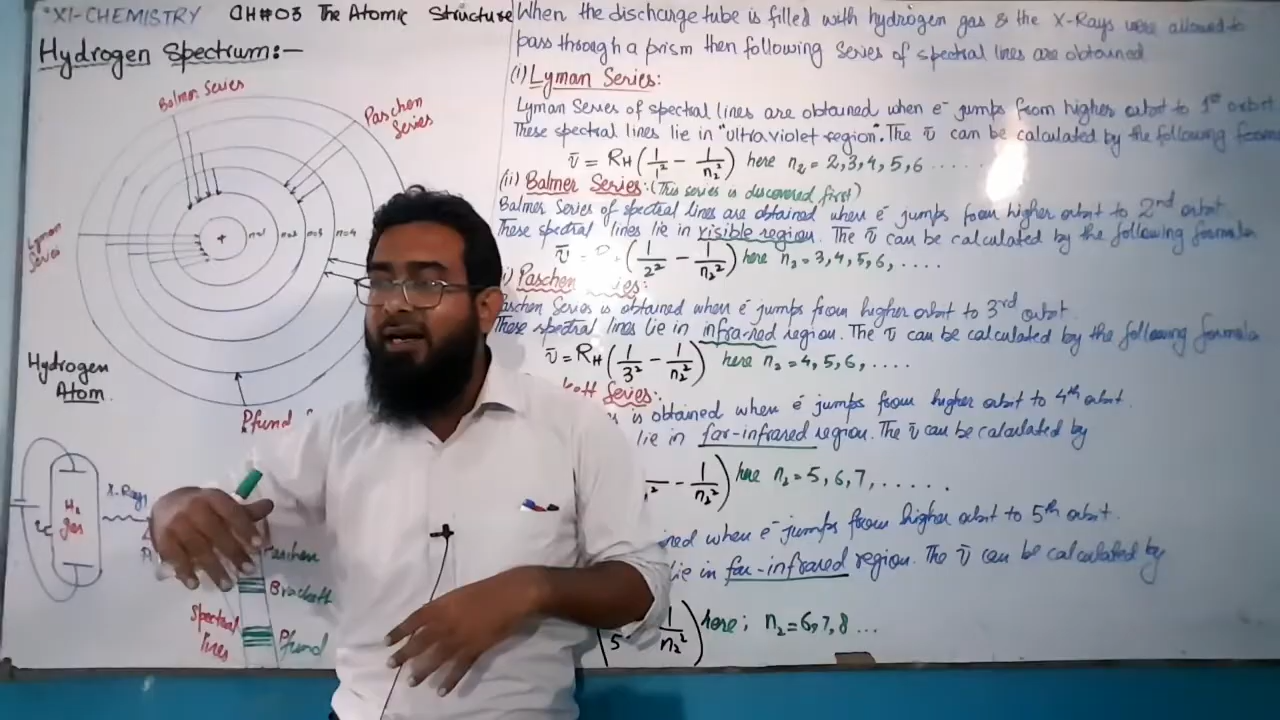 XI-CHEMISTRY CH#03 The Atomic Structure
Hydrogen Spectrum:-
Balmer Series
Paschen Series
Lyman Series
+ n=1 n=2 n=3 n=4
Hydrogen
Atom.
Pfund
H₂
gas
X-Rays
Paschen
Brackett
Spectral
lines
Pfund
When the discharge tube is filled with hydrogen gas & the X-Rays were allowed to
pass through a prism then following series of spectral lines are obtained
(i) Lyman Series:
Lyman Series of spectral lines are obtained when e⁻ jumps from higher orbit to 1st orbit.
These spectral lines lie in "ultraviolet region". The ν̄ can be calculated by the following
ν̄ = RH (1/1² − 1/n₂²) here n₂ = 2,3,4,5,6 .....
(ii) Balmer Series: (This series is discovered first)
Balmer Series of spectral lines are obtained when e⁻ jumps from higher orbit to 2nd orbit.
These spectral lines lie in visible region. The ν̄ can be calculated by the following formula
ν̄ = (1/2² − 1/n₂²) here n₂ = 3,4,5,6, ....
Paschen
Paschen Series is obtained when e⁻ jumps from higher orbit to 3rd orbit.
These spectral lines lie in infra-red region. The ν̄ can be calculated by the following formula
ν̄ = RH (1/3² − 1/n₂²) here n₂ = 4,5,6, ....
Series:
is obtained when e⁻ jumps from higher orbit to 4th orbit.
lie in far-infrared region. The ν̄ can be calculated by
− 1/n₂²) here n₂ = 5,6,7, ......
when e⁻ jumps from higher orbit to 5th orbit.
lie in far-infrared region. The ν̄ can be calculated by
1/n₂²) here; n₂ = 6,7,8 ...